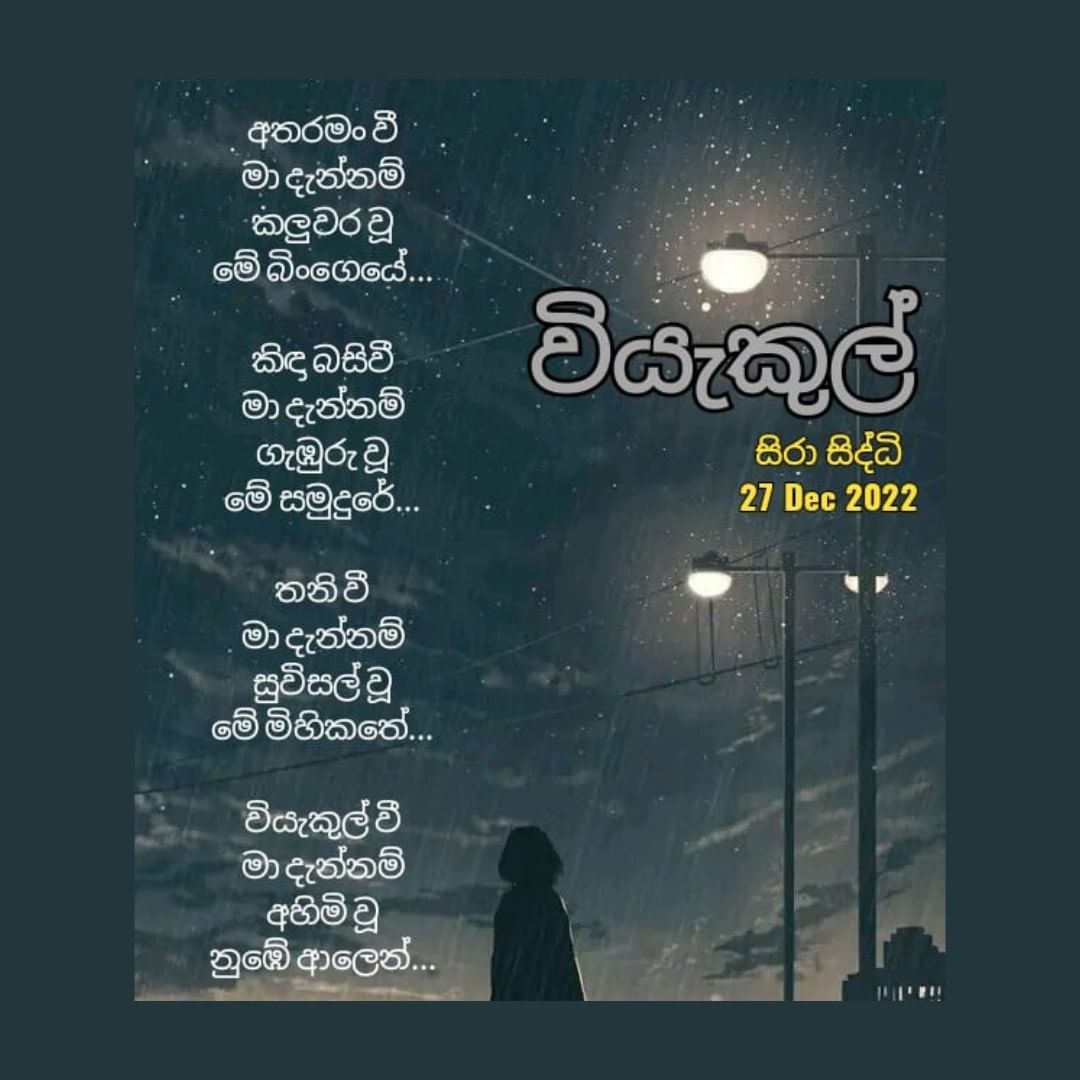 වියැකුල්
සිරා සිද්ධි
27 Dec 2022
අතරමං වී
මා දැන්නම්
කලුවර වූ
මේ බිංගෙයේ...
කිඳා බසිවී
මා දැන්නම්
ගැඹුරු වූ
මේ සමුදුරේ...
තනි වී
මා දැන්නම්
සුවිසල් වූ
මේ මිහිකතේ...
වියැකුල් වී
මා දැන්නම්
අහිමි වූ
නුඹේ ආලෙන්...